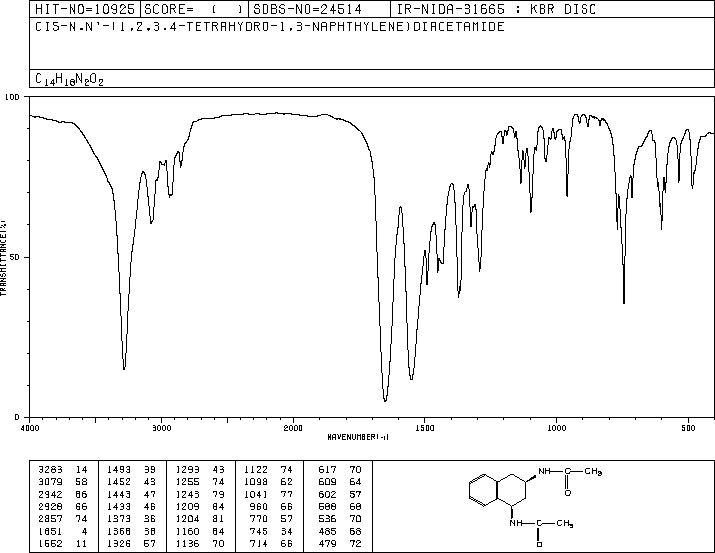 HIT-NO=10925 SCORE= ( ) SDBS-NO=24514 IR-NIDA-31665 : KBR DISC
CIS-N,N'-(1,2,3,4-TETRAHYDRO-1,3-NAPHTHYLENE)DIACETAMIDE
C14H18N2O2
100
50
0
TRANSMITTANCE(%)
4000 3000 2000 1500 1000 500
WAVENUMBER(-1)
3283 14 1493 39 1293 43 1122 74 617 70
3079 58 1452 43 1255 74 1098 62 609 64
2942 66 1443 47 1243 79 1041 77 602 57
2928 66 1433 46 1209 84 960 66 588 68
2857 74 1373 36 1204 81 770 57 536 70
1651 4 1368 38 1160 84 745 34 485 68
1552 11 1326 57 1136 70 714 66 479 72
NH C CH3
O
NH C CH3
O